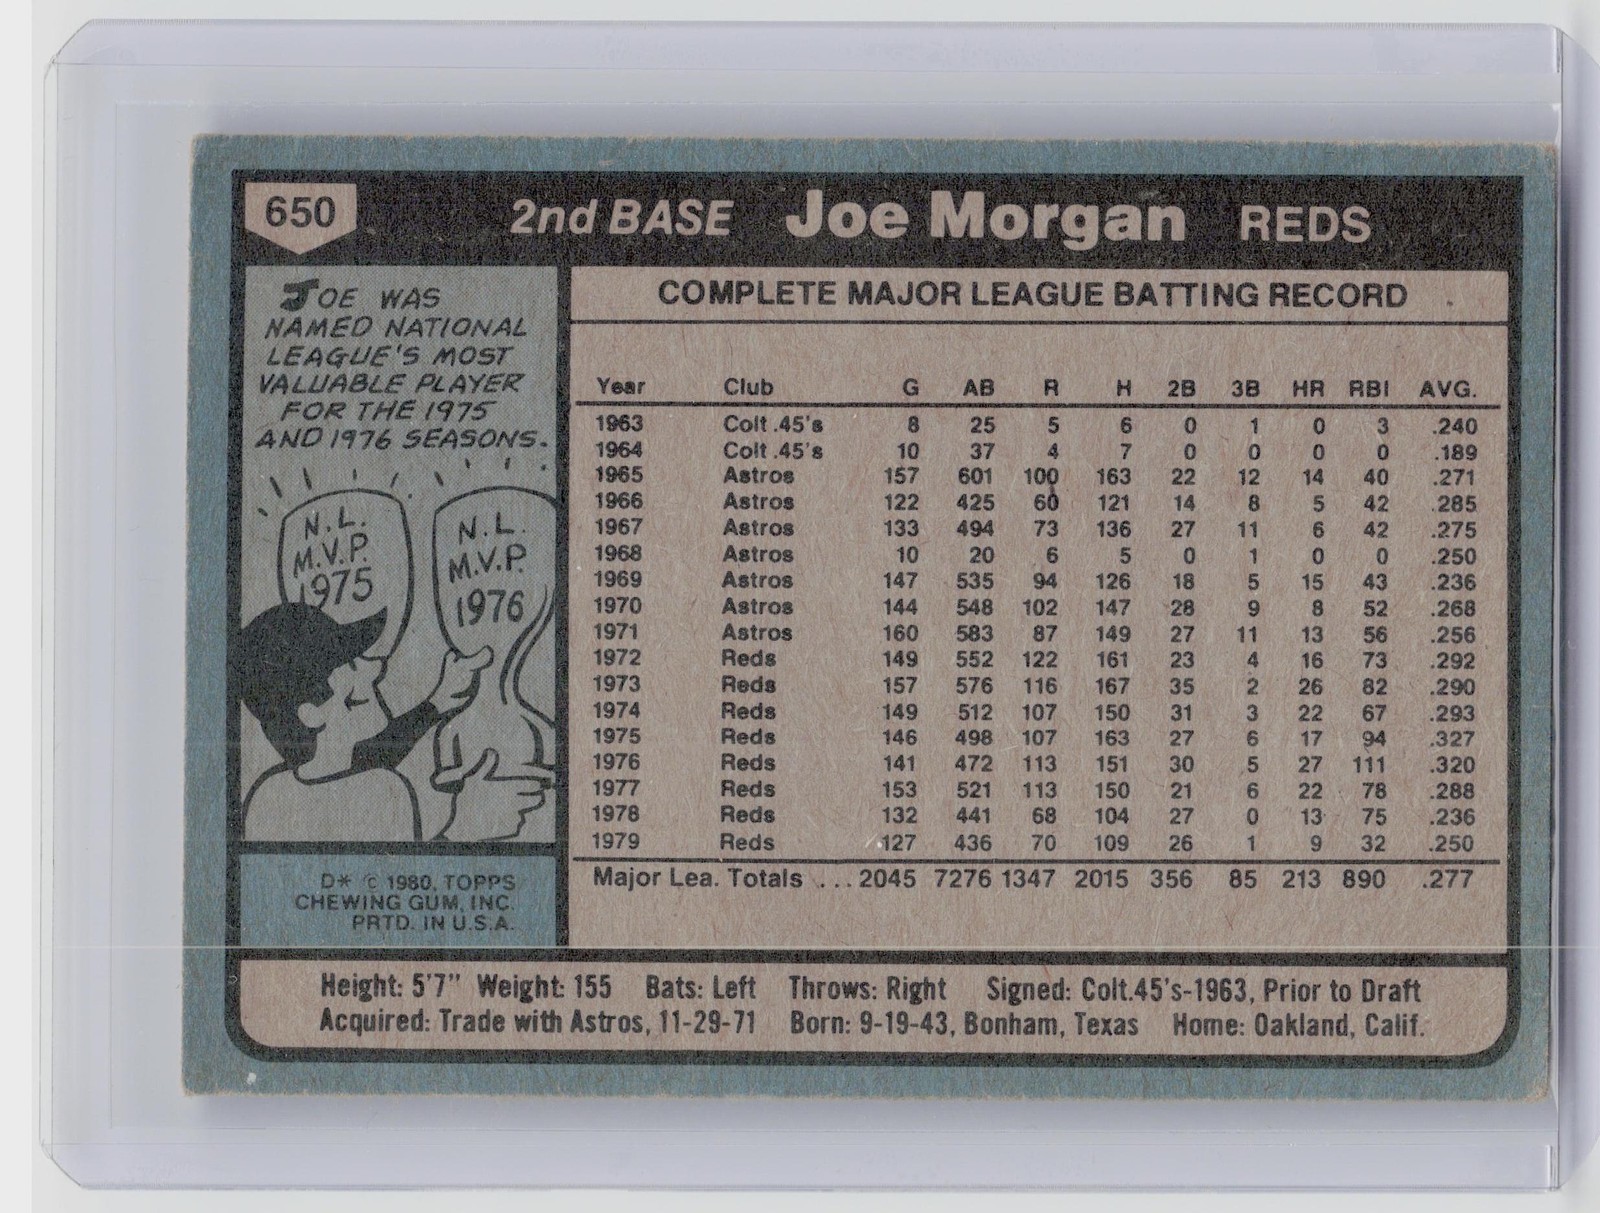 650 2nd BASE Joe Morgan REDS
JOE WAS
NAMED NATIONAL
LEAGUE'S MOST
VALUABLE PLAYER
FOR THE 1975
AND 1976 SEASONS.
N.L.
M.V.P.
1975
N.L.
M.V.P.
1976
D* © 1980, TOPPS
CHEWING GUM, INC.
PRTD. IN U.S.A.
COMPLETE MAJOR LEAGUE BATTING RECORD
Year Club G AB R H 2B 3B HR RBI AVG.
1963 Colt .45's 8 25 5 6 0 1 0 3 .240
1964 Colt .45's 10 37 4 7 0 0 0 0 .189
1965 Astros 157 601 100 163 22 12 14 40 .271
1966 Astros 122 425 60 121 14 8 5 42 .285
1967 Astros 133 494 73 136 27 11 6 42 .275
1968 Astros 10 20 6 5 0 1 0 0 .250
1969 Astros 147 535 94 126 18 5 15 43 .236
1970 Astros 144 548 102 147 28 9 8 52 .268
1971 Astros 160 583 87 149 27 11 13 56 .256
1972 Reds 149 552 122 161 23 4 16 73 .292
1973 Reds 157 576 116 167 35 2 26 82 .290
1974 Reds 149 512 107 150 31 3 22 67 .293
1975 Reds 146 498 107 163 27 6 17 94 .327
1976 Reds 141 472 113 151 30 5 27 111 .320
1977 Reds 153 521 113 150 21 6 22 78 .288
1978 Reds 132 441 68 104 27 0 13 75 .236
1979 Reds 127 436 70 109 26 1 9 32 .250
Major Lea. Totals ... 2045 7276 1347 2015 356 85 213 890 .277
Height: 5'7" Weight: 155 Bats: Left Throws: Right Signed: Colt.45's-1963, Prior to Draft
Acquired: Trade with Astros, 11-29-71 Born: 9-19-43, Bonham, Texas Home: Oakland, Calif.